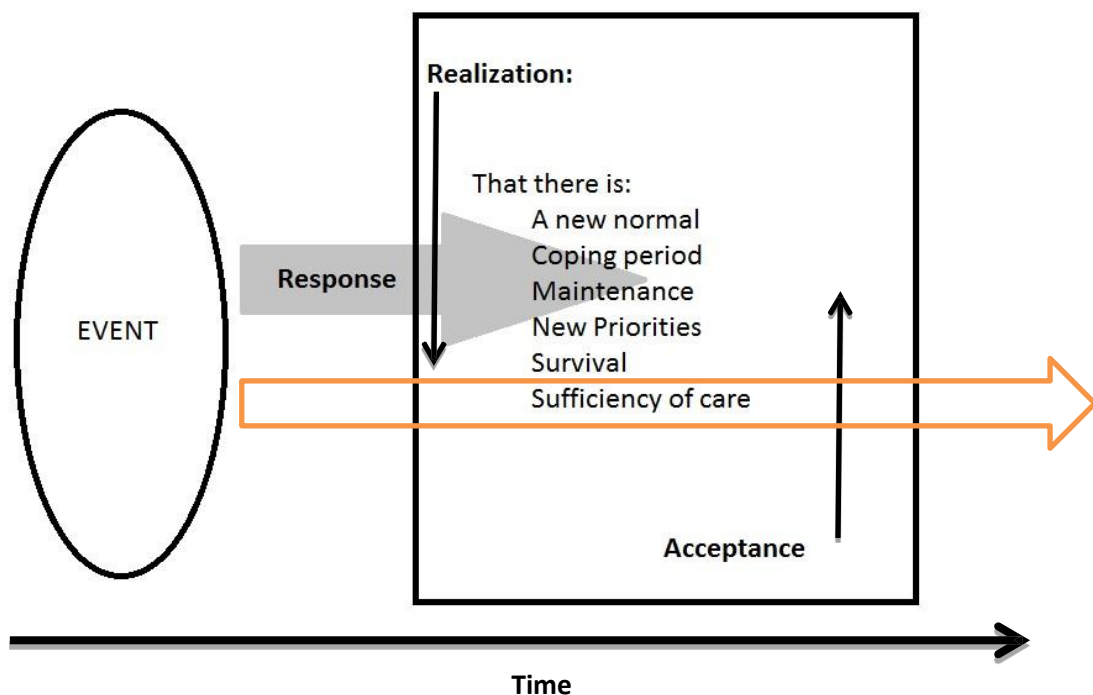 Realization:
That there is:
A new normal
Coping period
Response
Maintenance
New Priorities
EVENT
Survival
Sufficiency of care
Acceptance
Time